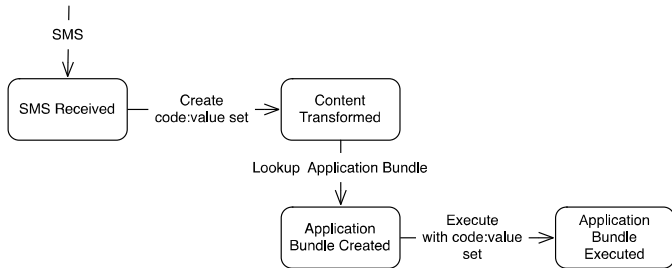 SMS
SMS Received
Create
code:value set
Content
Transformed
Lookup Application Bundle
Application
Bundle Created
Execute
with code:value
set
Application
Bundle
Executed